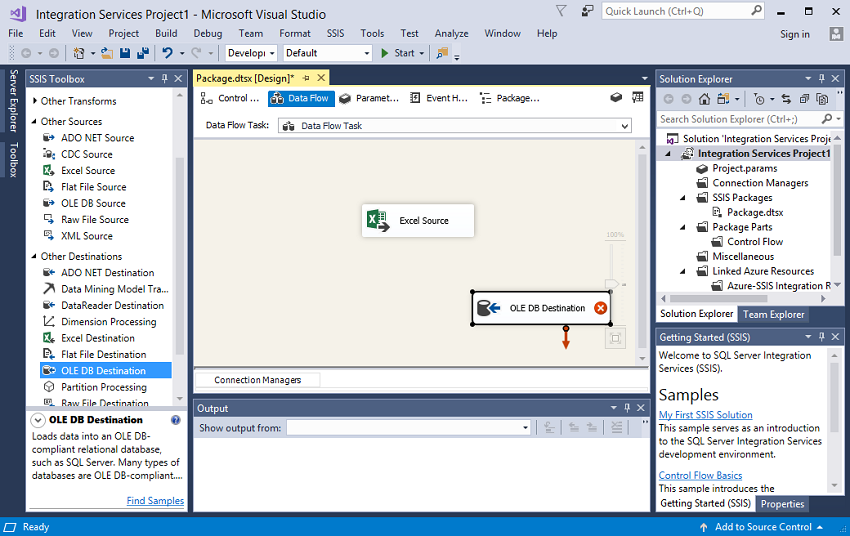 Integration Services Project1 - Microsoft Visual Studio
Quick Launch (Ctrl+Q)
File Edit View Project Build Debug Team Format SSIS Tools Test Analyze Window Help
Sign in
Developi Default Start
Server Explorer
Toolbox
SSIS Toolbox
Other Transforms
Other Sources
ADO NET Source
CDC Source
Excel Source
Flat File Source
OLE DB Source
Raw File Source
XML Source
Other Destinations
ADO NET Destination
Data Mining Model Tra...
DataReader Destination
Dimension Processing
Excel Destination
Flat File Destination
OLE DB Destination
Partition Processing
Raw File Destination
OLE DB Destination
Loads data into an OLE DB-
compliant relational database,
such as SQL Server. Many types of
databases are OLE DB-compliant....
Find Samples
Package.dtsx [Design]*
Control ... Data Flow Paramet... Event H... Package...
Data Flow Task: Data Flow Task
Excel Source
100%
OLE DB Destination
Connection Managers
Output
Show output from:
Solution Explorer
Search Solution Explorer (Ctrl+;)
Solution 'Integration Services Proje
Integration Services Project1
Project.params
Connection Managers
SSIS Packages
Package.dtsx
Package Parts
Control Flow
Miscellaneous
Linked Azure Resources
Azure-SSIS Integration R
Solution Explorer Team Explorer
Getting Started (SSIS)
Welcome to SQL Server Integration
Services (SSIS).
Samples
My First SSIS Solution
This sample serves as an introduction
to the SQL Server Integration Services
development environment.
Control Flow Basics
This sample introduces the
Getting Started (SSIS) Properties
Ready
Add to Source Control